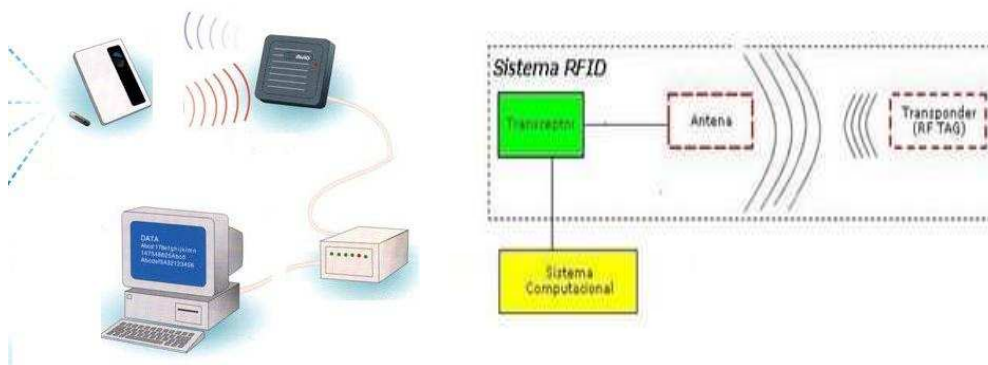 DATA
Sistema RFID
Transceptor
Antena
Transponder
(RF TAG)
Sistema
Computacional